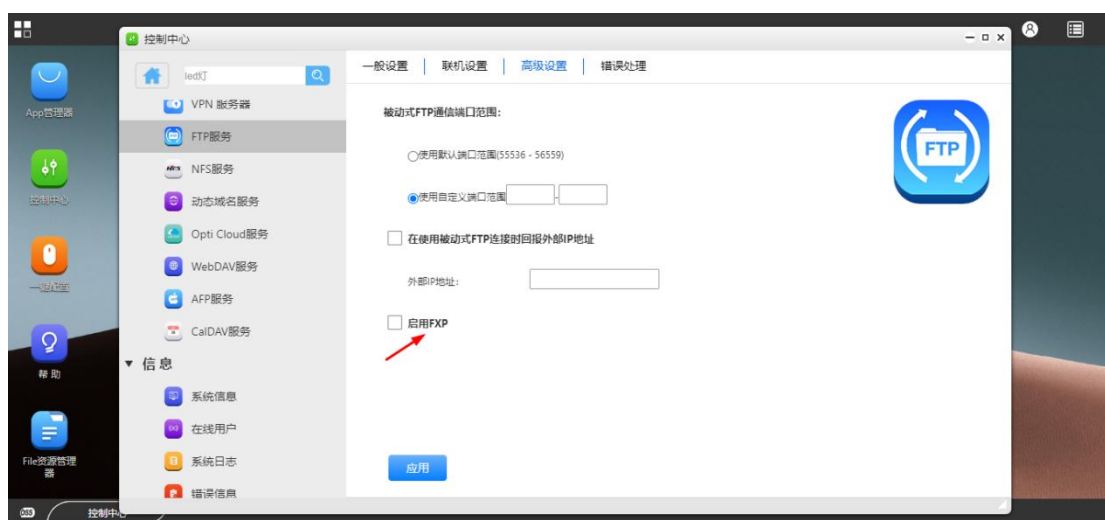 控制中心
一般设置 | 联机设置 | 高级设置 | 错误处理
led灯
App管理器
VPN 服务器
被动式FTP通信端口范围：
FTP服务
FTP
使用默认端口范围(55536 - 56559)
NFS服务
控制中心
动态域名服务
使用自定义端口范围 -
Opti Cloud服务
在使用被动式FTP连接时回报外部IP地址
WebDAV服务
外部IP地址：
AFP服务
CalDAV服务
启用FXP
帮 助
信息
系统信息
在线用户
File资源管理
器
系统日志
应用
错误信息
控制中心